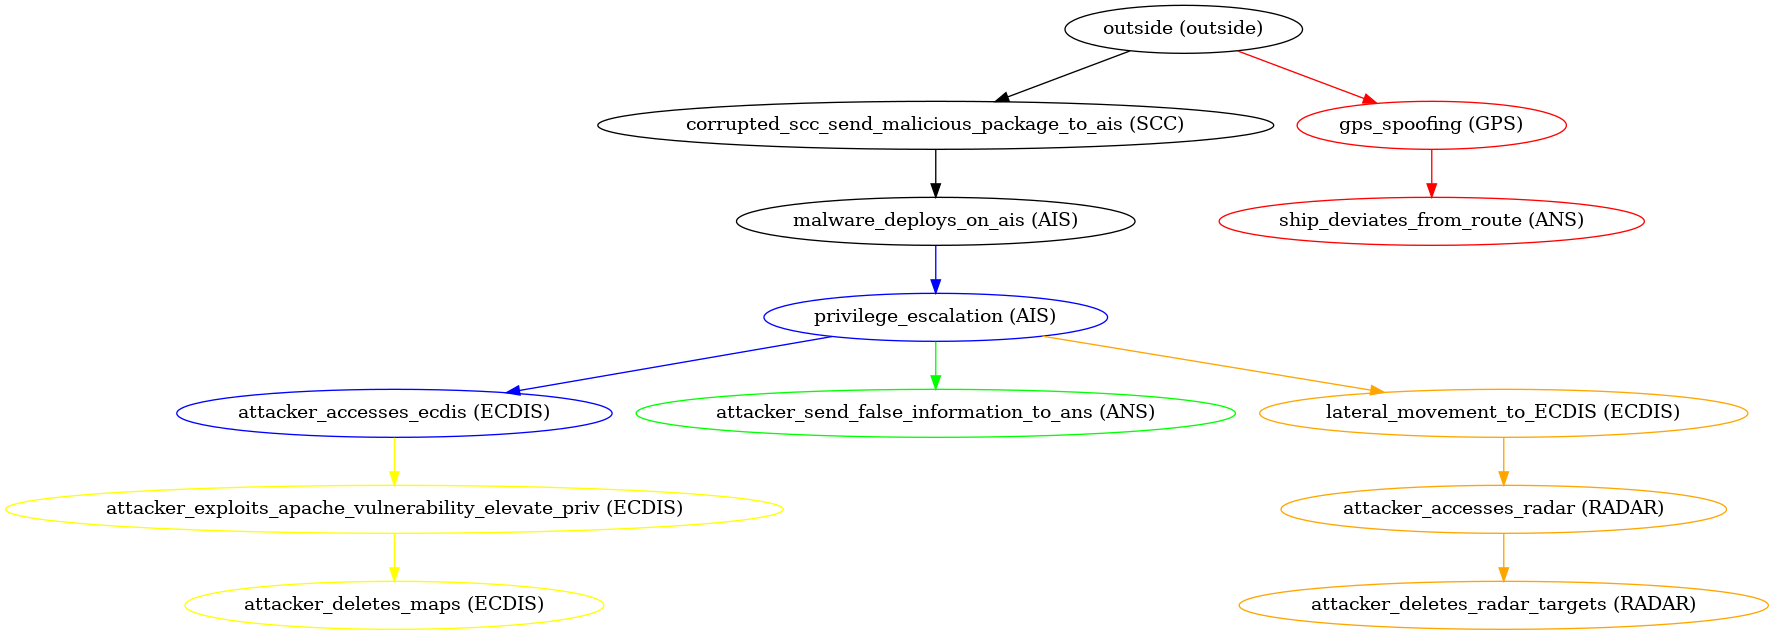 outside (outside)
corrupted_scc_send_malicious_package_to_ais (SCC)
gps_spoofing (GPS)
malware_deploys_on_ais (AIS)
ship_deviates_from_route (ANS)
privilege_escalation (AIS)
attacker_accesses_ecdis (ECDIS)
attacker_send_false_information_to_ans (ANS)
lateral_movement_to_ECDIS (ECDIS)
attacker_exploits_apache_vulnerability_elevate_priv (ECDIS)
attacker_accesses_radar (RADAR)
attacker_deletes_maps (ECDIS)
attacker_deletes_radar_targets (RADAR)